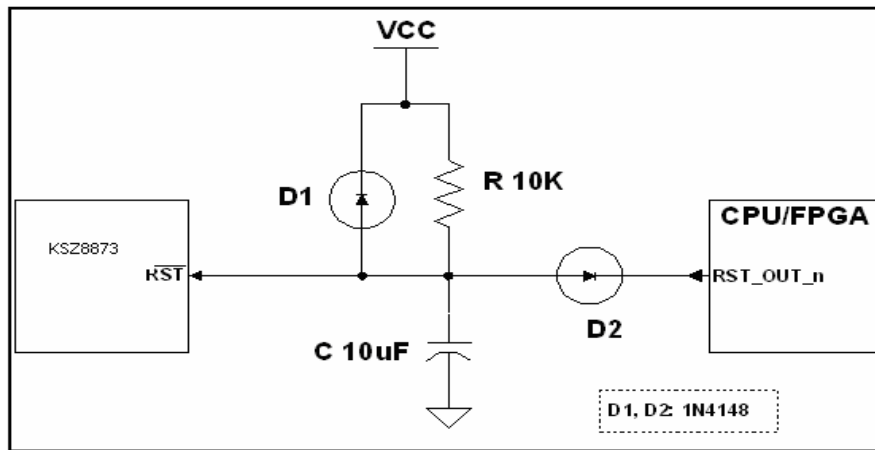 VCC
D1
R 10K
CPU/FPGA
KSZ8873
RST
RST_OUT_n
D2
C 10uF
D1, D2: 1N4148